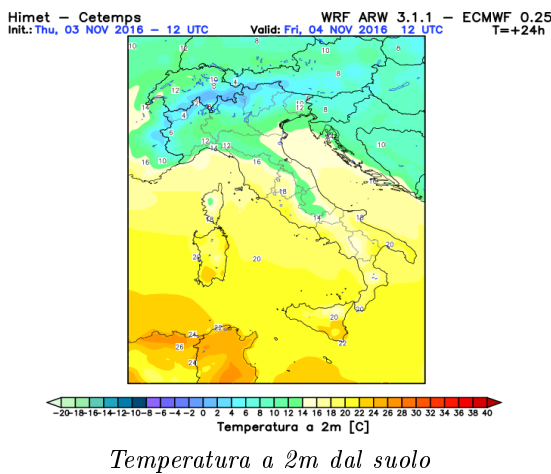 Himet – Cetemps WRF ARW 3.1.1 – ECMWF 0.25
Init.: Thu, 03 NOV 2016 – 12 UTC Valid: Fri, 04 NOV 2016 12 UTC T=+24h
-20 -18 -16 -14 -12 -10 -8 -6 -4 -2 0 2 4 6 8 10 12 14 16 18 20 22 24 26 28 30 32 34 36 38 40
Temperatura a 2m [C]
Temperatura a 2m dal suolo